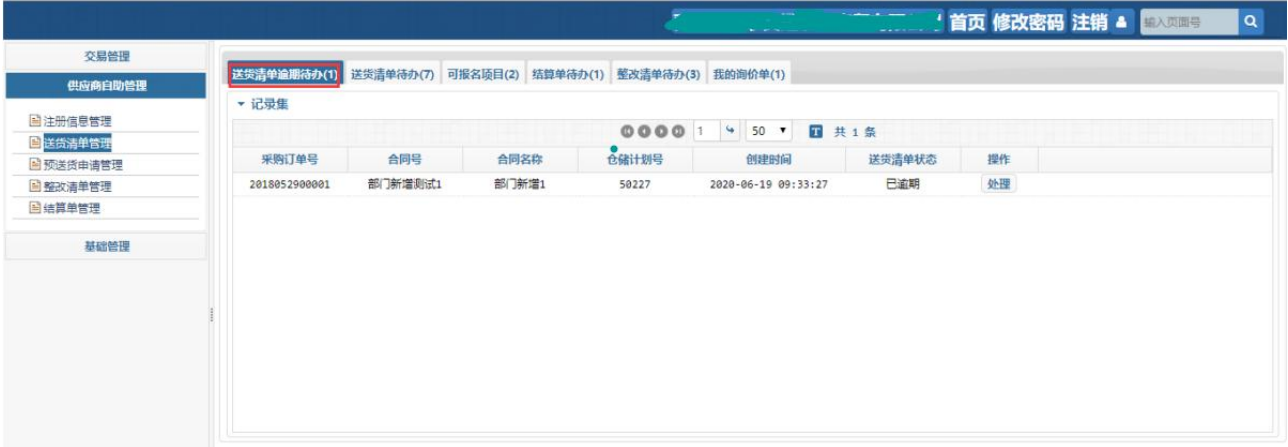 首页 修改密码 注销 输入页面号
交易管理
供应商自助管理
注册信息管理
送货清单管理
预送货申请管理
整改清单管理
结算单管理
基础管理
送货清单逾期待办(1) 送货清单待办(7) 可报名项目(2) 结算单待办(1) 整改清单待办(3) 我的询价单(1)
记录集
1 50 T 共 1 条
采购订单号 合同号 合同名称 仓储计划号 创建时间 送货清单状态 操作
2018052900001 部门新增测试1 部门新增1 50227 2020-06-19 09:33:27 已逾期 处理